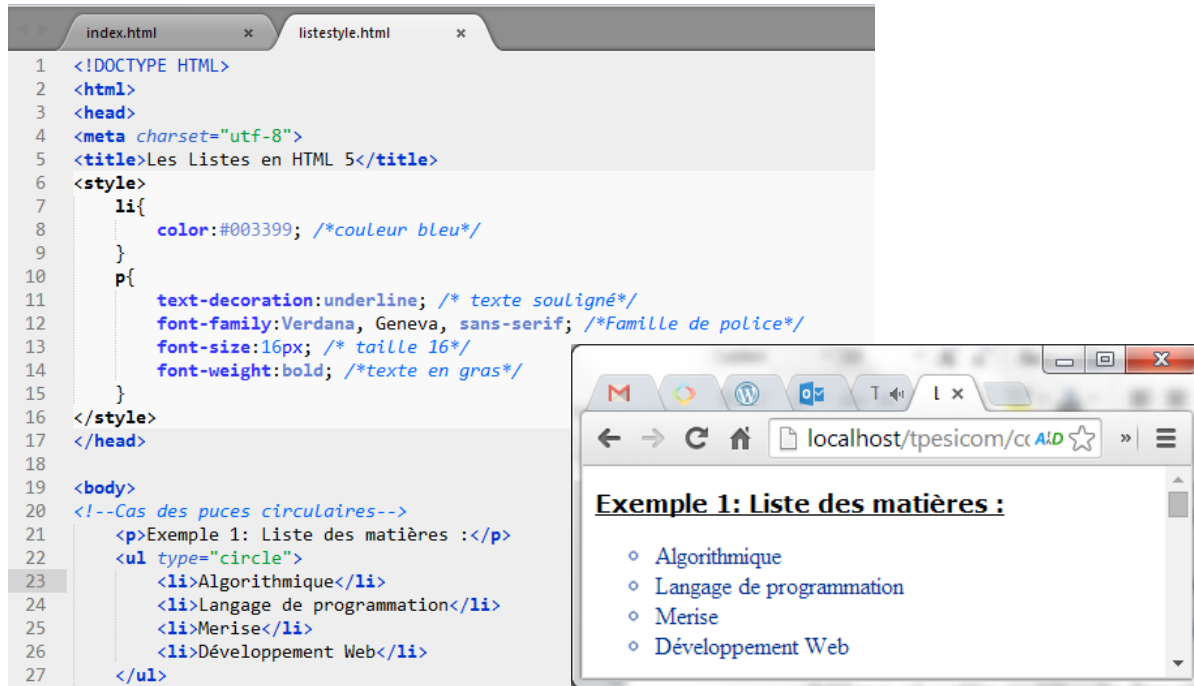 index.html × listestyle.html ×
1 <!DOCTYPE HTML>
2 <html>
3 <head>
4 <meta charset="utf-8">
5 <title>Les Listes en HTML 5</title>
6 <style>
7 li{
8 color:#003399; /*couleur bleu*/
9 }
10 p{
11 text-decoration:underline; /* texte souligné*/
12 font-family:Verdana, Geneva, sans-serif; /*Famille de police*/
13 font-size:16px; /* taille 16*/
14 font-weight:bold; /*texte en gras*/
15 }
16 </style>
17 </head>
18
19 <body>
20 <!--Cas des puces circulaires-->
21 <p>Exemple 1: Liste des matières :</p>
22 <ul type="circle">
23 <li>Algorithmique</li>
24 <li>Langage de programmation</li>
25 <li>Merise</li>
26 <li>Développement Web</li>
27 </ul>
T
localhost/tpesicom/cc
Exemple 1: Liste des matières :
Algorithmique
Langage de programmation
Merise
Développement Web